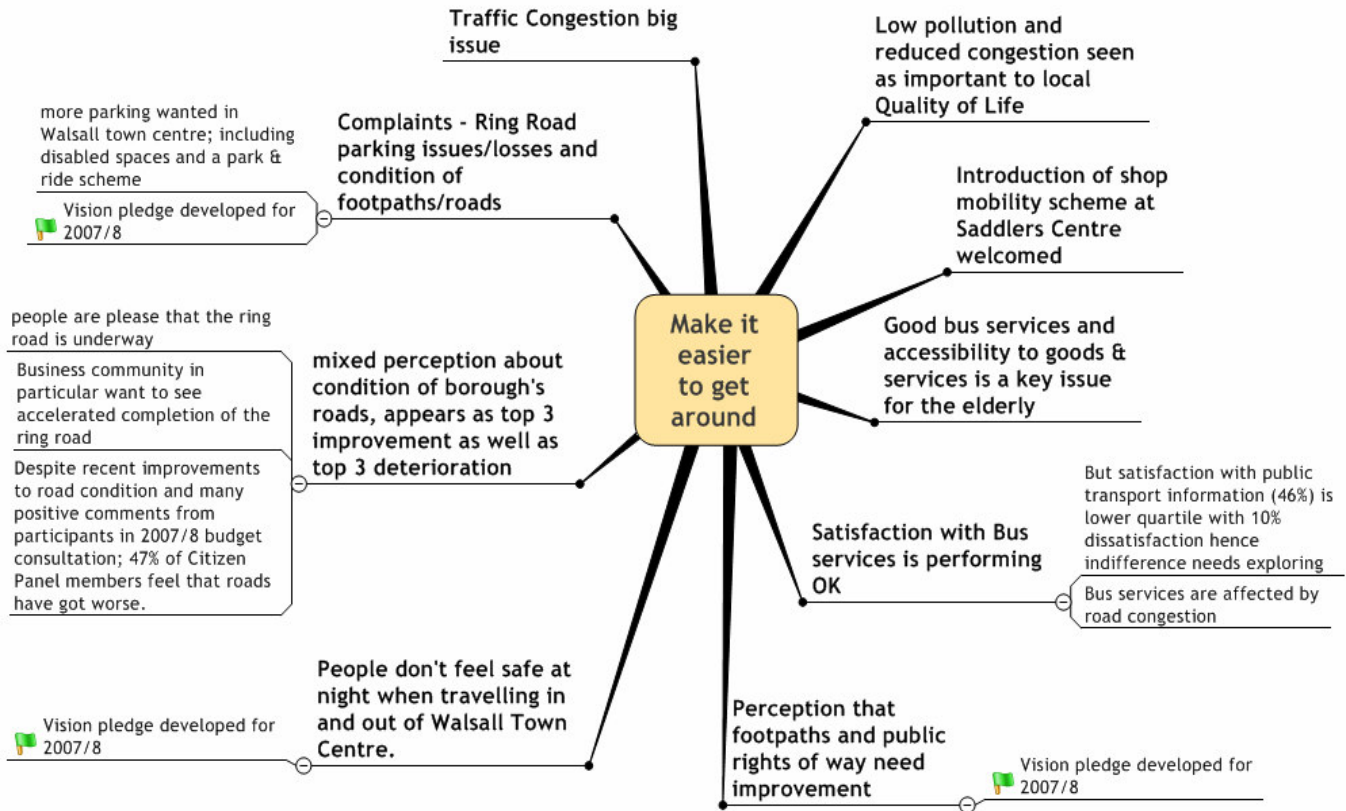 Traffic Congestion big
issue
Low pollution and
reduced congestion seen
as important to local
Quality of Life
more parking wanted in
Walsall town centre; including
disabled spaces and a park &
ride scheme
Vision pledge developed for
2007/8
Complaints - Ring Road
parking issues/losses and
condition of
footpaths/roads
Introduction of shop
mobility scheme at
Saddlers Centre
welcomed
Make it
easier
to get
around
Good bus services and
accessibility to goods &
services is a key issue
for the elderly
people are please that the ring
road is underway
Business community in
particular want to see
accelerated completion of the
ring road
Despite recent improvements
to road condition and many
positive comments from
participants in 2007/8 budget
consultation; 47% of Citizen
Panel members feel that roads
have got worse.
mixed perception about
condition of borough's
roads, appears as top 3
improvement as well as
top 3 deterioration
Satisfaction with Bus
services is performing
OK
But satisfaction with public
transport information (46%) is
lower quartile with 10%
dissatisfaction hence
indifference needs exploring
Bus services are affected by
road congestion
People don't feel safe at
night when travelling in
and out of Walsall Town
Centre.
Vision pledge developed for
2007/8
Perception that
footpaths and public
rights of way need
improvement
Vision pledge developed for
2007/8